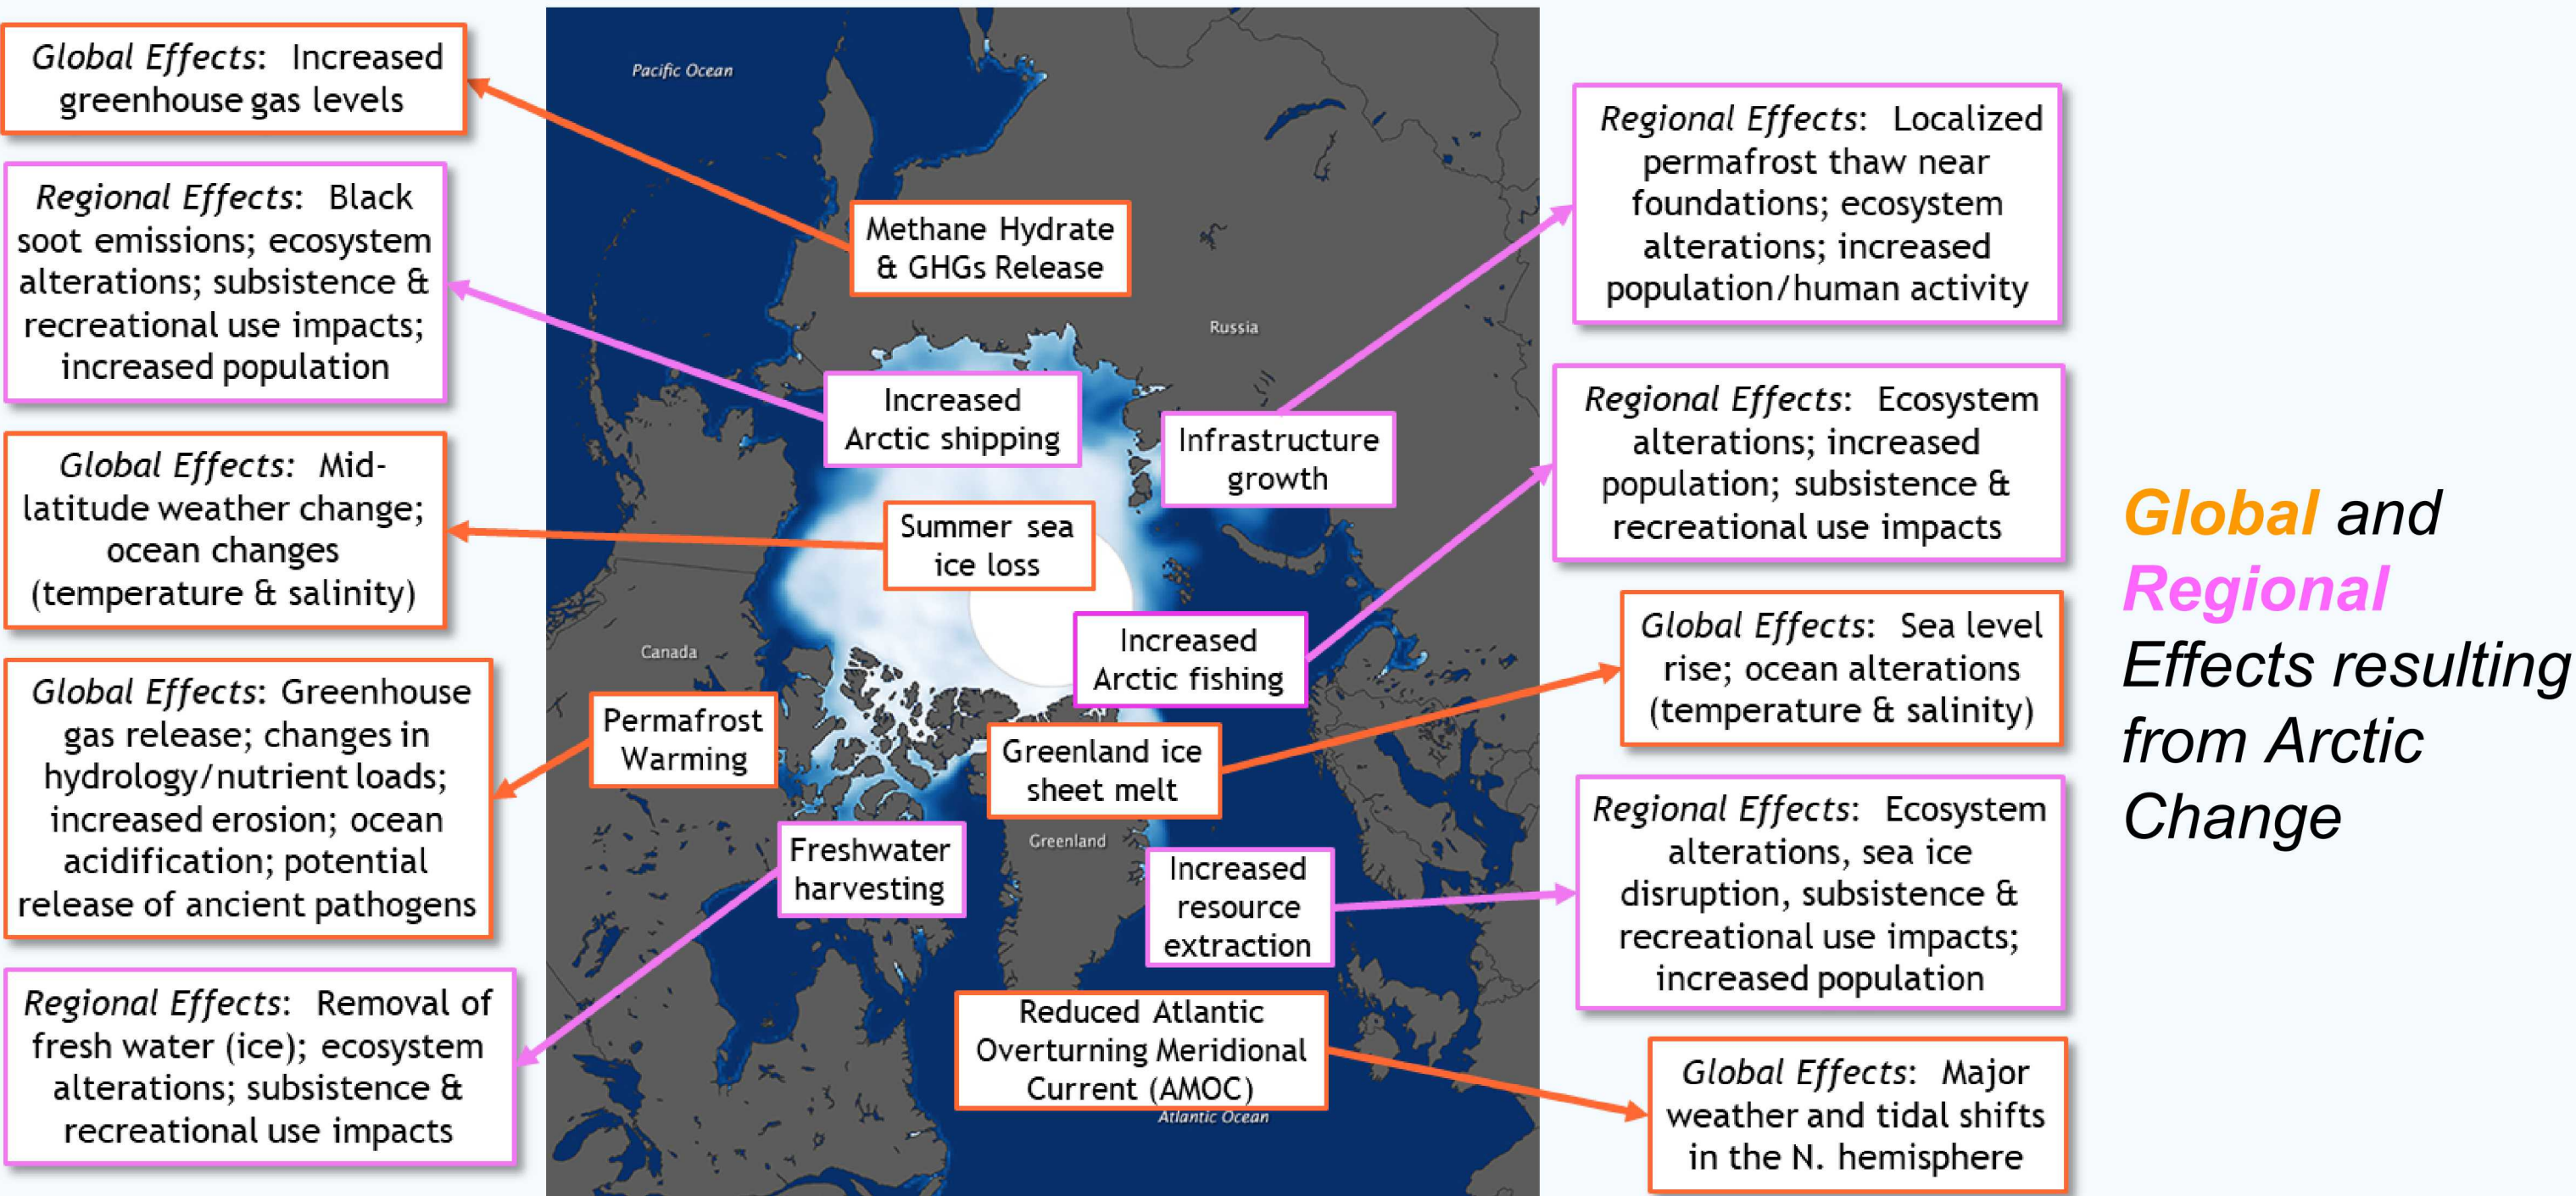 Global Effects: Increased
greenhouse gas levels
Regional Effects: Black
soot emissions; ecosystem
alterations; subsistence &
recreational use impacts;
increased population
Global Effects: Mid-
latitude weather change;
ocean changes
(temperature & salinity)
Global Effects: Greenhouse
gas release; changes in
hydrology/nutrient loads;
increased erosion; ocean
acidification; potential
release of ancient pathogens
Regional Effects: Removal of
fresh water (ice); ecosystem
alterations; subsistence &
recreational use impacts
Pacific Ocean
Methane Hydrate
& GHGs Release
Russia
Increased
Arctic shipping
Infrastructure
growth
Summer sea
ice loss
Canada
Increased
Arctic fishing
Permafrost
Warming
Greenland ice
sheet melt
Greenland
Freshwater
harvesting
Increased
resource
extraction
Reduced Atlantic
Overturning Meridional
Current (AMOC)
Atlantic Ocean
Regional Effects: Localized
permafrost thaw near
foundations; ecosystem
alterations; increased
population/human activity
Regional Effects: Ecosystem
alterations; increased
population; subsistence &
recreational use impacts
Global Effects: Sea level
rise; ocean alterations
(temperature & salinity)
Regional Effects: Ecosystem
alterations, sea ice
disruption, subsistence &
recreational use impacts;
increased population
Global Effects: Major
weather and tidal shifts
in the N. hemisphere
Global and
Regional
Effects resulting
from Arctic
Change